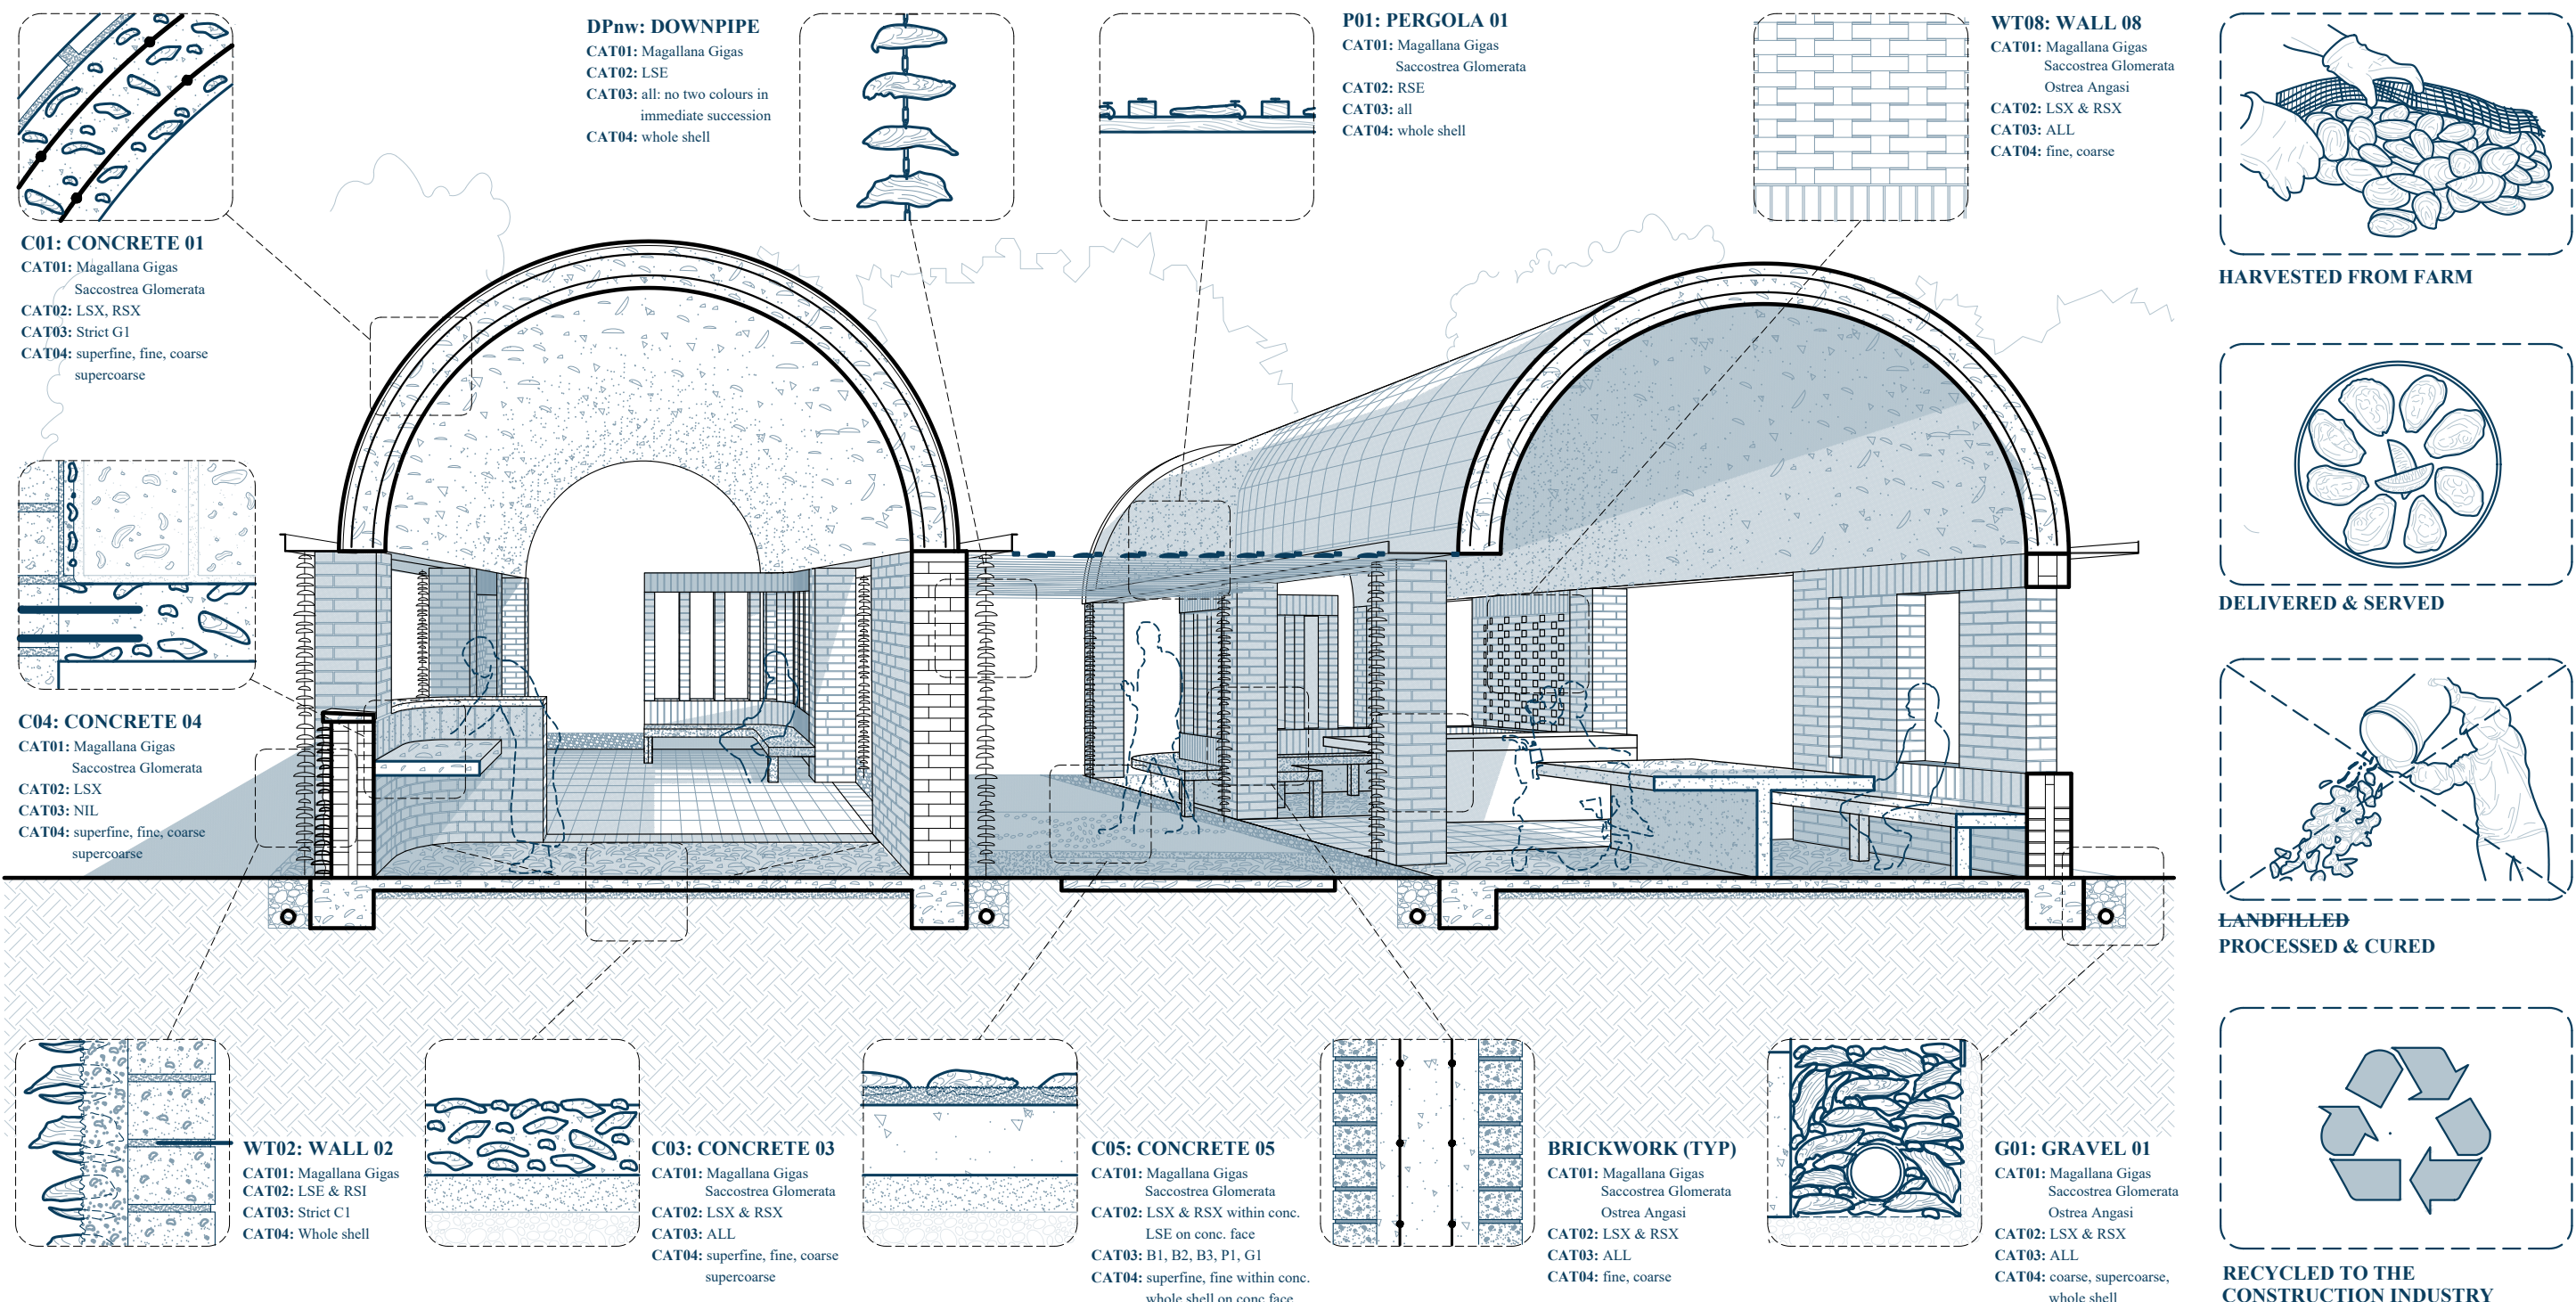 DPnw: DOWNPIPE
CAT01: Magallana Gigas
CAT02: LSE
CAT03: all: no two colours in
immediate succession
CAT04: whole shell
P01: PERGOLA 01
CAT01: Magallana Gigas
Saccostrea Glomerata
CAT02: RSE
CAT03: all
CAT04: whole shell
WT08: WALL 08
CAT01: Magallana Gigas
Saccostrea Glomerata
Ostrea Angasi
CAT02: LSX & RSX
CAT03: ALL
CAT04: fine, coarse
C01: CONCRETE 01
CAT01: Magallana Gigas
Saccostrea Glomerata
CAT02: LSX, RSX
CAT03: Strict G1
CAT04: superfine, fine, coarse
supercoarse
C04: CONCRETE 04
CAT01: Magallana Gigas
Saccostrea Glomerata
CAT02: LSX
CAT03: NIL
CAT04: superfine, fine, coarse
supercoarse
WT02: WALL 02
CAT01: Magallana Gigas
CAT02: LSE & RSI
CAT03: Strict C1
CAT04: Whole shell
C03: CONCRETE 03
CAT01: Magallana Gigas
Saccostrea Glomerata
CAT02: LSX & RSX
CAT03: ALL
CAT04: superfine, fine, coarse
supercoarse
C05: CONCRETE 05
CAT01: Magallana Gigas
Saccostrea Glomerata
CAT02: LSX & RSX within conc.
LSE on conc. face
CAT03: B1, B2, B3, P1, G1
CAT04: superfine, fine within conc.
whole shell on conc face
BRICKWORK (TYP)
CAT01: Magallana Gigas
Saccostrea Glomerata
Ostrea Angasi
CAT02: LSX & RSX
CAT03: ALL
CAT04: fine, coarse
G01: GRAVEL 01
CAT01: Magallana Gigas
Saccostrea Glomerata
Ostrea Angasi
CAT02: LSX & RSX
CAT03: ALL
CAT04: coarse, supercoarse,
whole shell
HARVESTED FROM FARM
DELIVERED & SERVED
LANDFILLED
PROCESSED & CURED
RECYCLED TO THE
CONSTRUCTION INDUSTRY